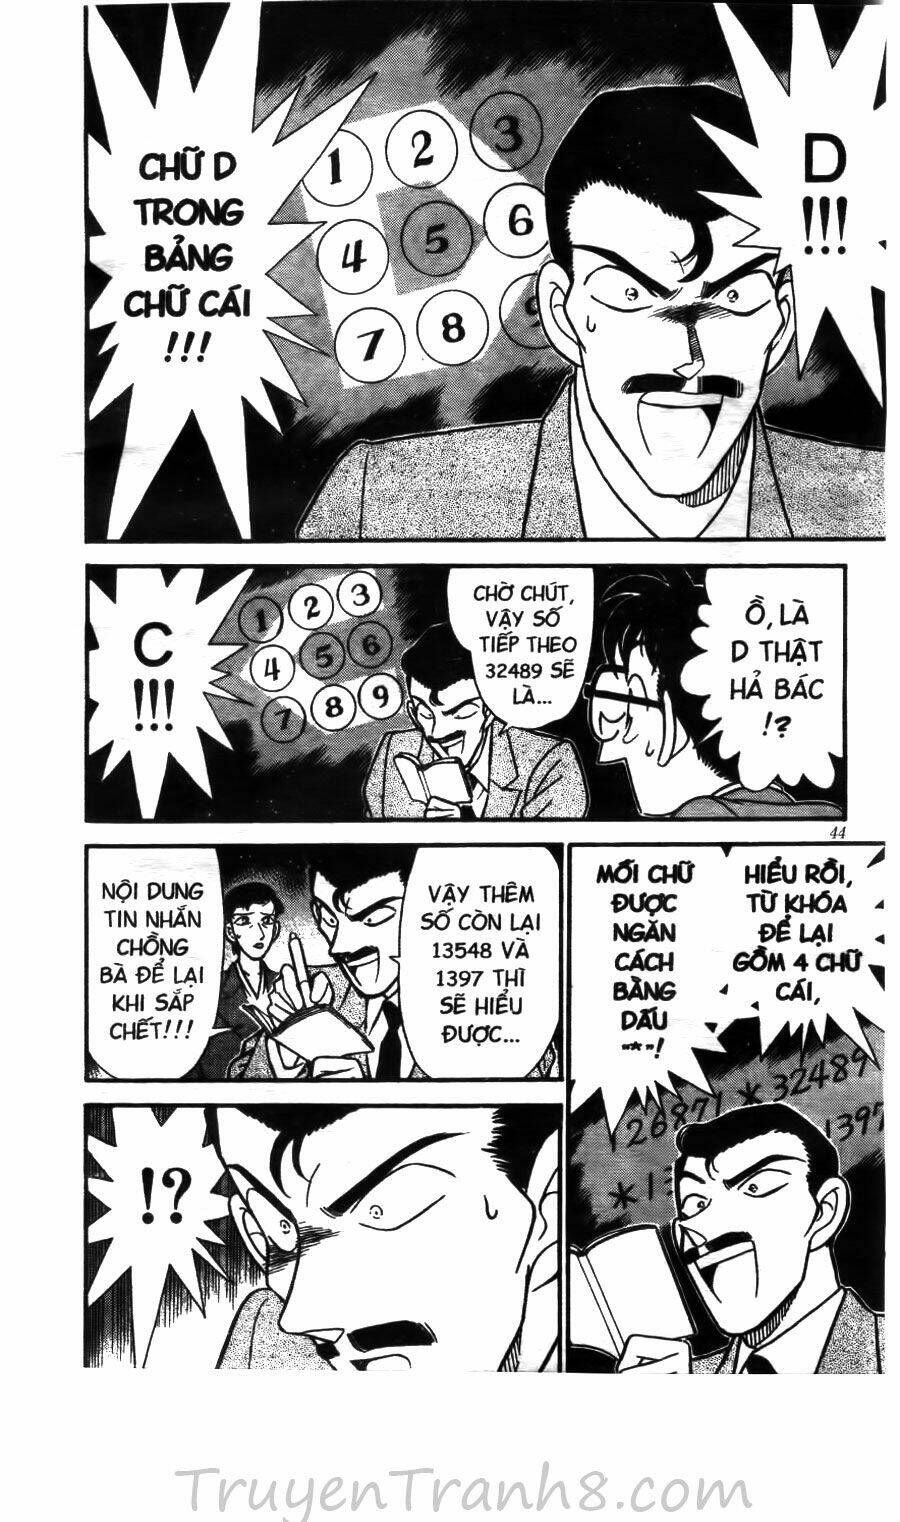 D
!!!
CHỮ D
TRONG
BẢNG
CHỮ CÁI
!!!
1 2 3
4 5 6
7 8 9
Ồ, LÀ
D THẬT
HẢ BÁC
!?
CHỜ CHÚT,
VẬY SỐ
TIẾP THEO
32489 SẼ
LÀ...
1 2 3
4 5 6
7 8 9
C
!!!
44
HIỂU RỒI,
TỪ KHÓA
ĐỂ LẠI
GỒM 4 CHỮ
CÁI,
MỖI CHỮ
ĐƯỢC
NGĂN
CÁCH
BẰNG
DẤU
"*"!
126871*32489
*13
1397
VẬY THÊM
SỐ CÒN LẠI
13548 VÀ
1397 THÌ
SẼ HIỂU
ĐƯỢC...
NỘI DUNG
TIN NHẮN
CHỒNG
BÀ ĐỂ LẠI
KHI SẮP
CHẾT!!!
!?
TruyenTranh8.com